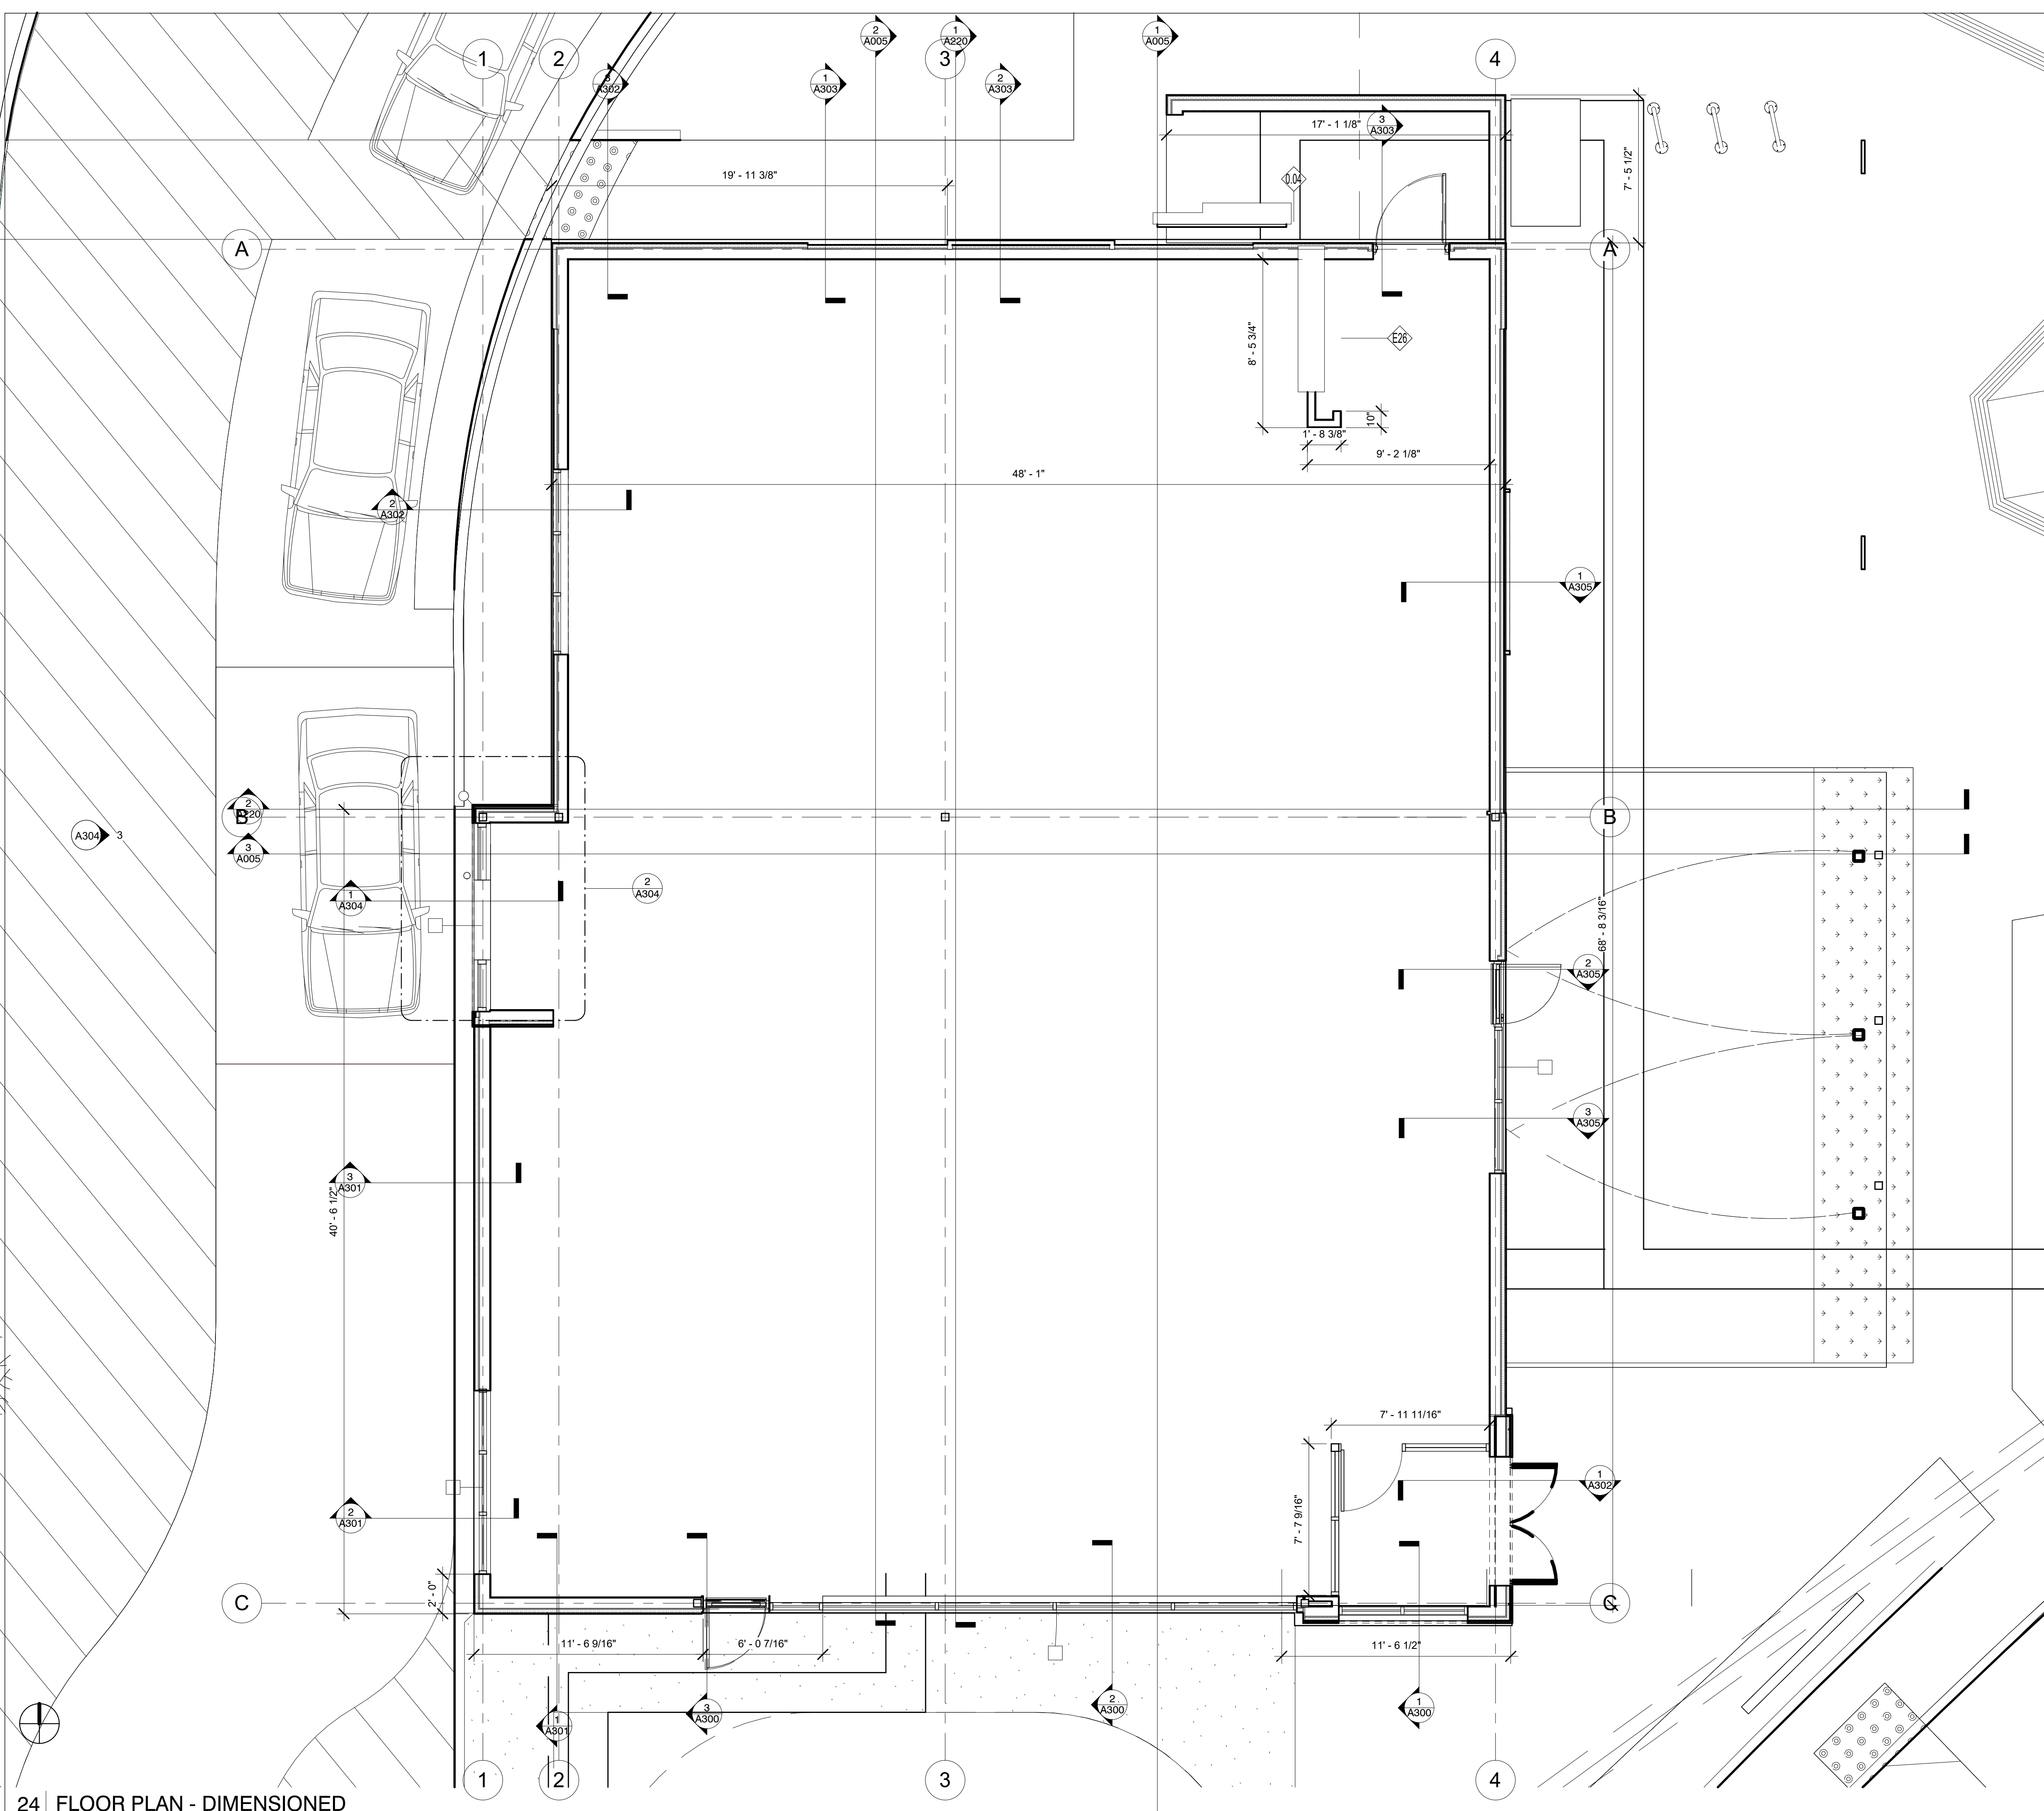 2
A005
1
A220
1
A005
1
2
3
4
3
A302
1
A303
2
A303
3
A303
17' - 1 1/8"
7' - 5 1/2"
19' - 11 3/8"
D.04
A
A
E26
8' - 5 3/4"
10"
1' - 8 3/8"
9' - 2 1/8"
48' - 1"
2
A302
1
A305
2
A220
B
B
A304
3
3
A005
2
A304
1
A304
68' - 8 3/16"
2
A305
3
A305
3
A301
40' - 6 1/2"
7' - 11 11/16"
1
A302
2
A301
7' - 7 9/16"
2' - 0"
C
C
11' - 6 9/16"
6' - 0 7/16"
11' - 6 1/2"
1
A301
3
A300
2
A300
1
A300
1
2
3
4
24 FLOOR PLAN - DIMENSIONED